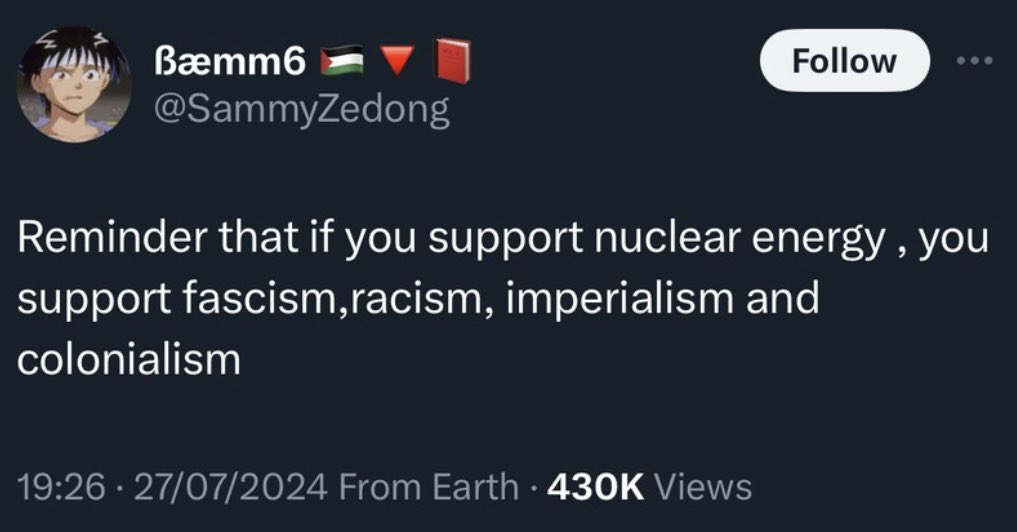 ßæmm6 🇵🇸 🔻 📕
Follow
@SammyZedong
Reminder that if you support nuclear energy , you
support fascism,racism, imperialism and
colonialism
19:26 · 27/07/2024 From Earth · 430K Views